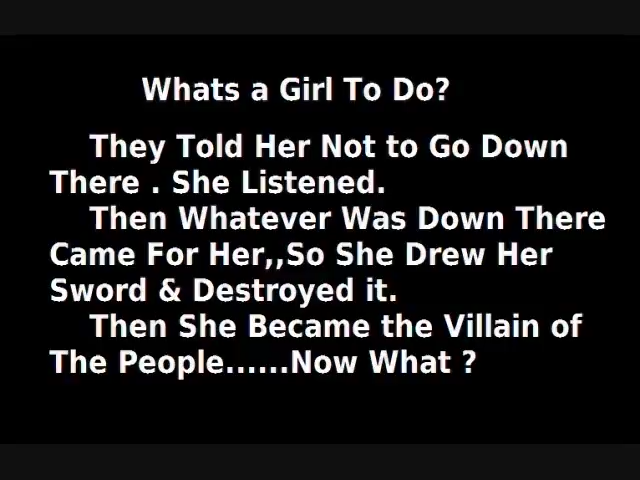 Whats a Girl To Do?
They Told Her Not to Go Down
There . She Listened.
Then Whatever Was Down There
Came For Her,,So She Drew Her
Sword & Destroyed it.
Then She Became the Villain of
The People......Now What ?